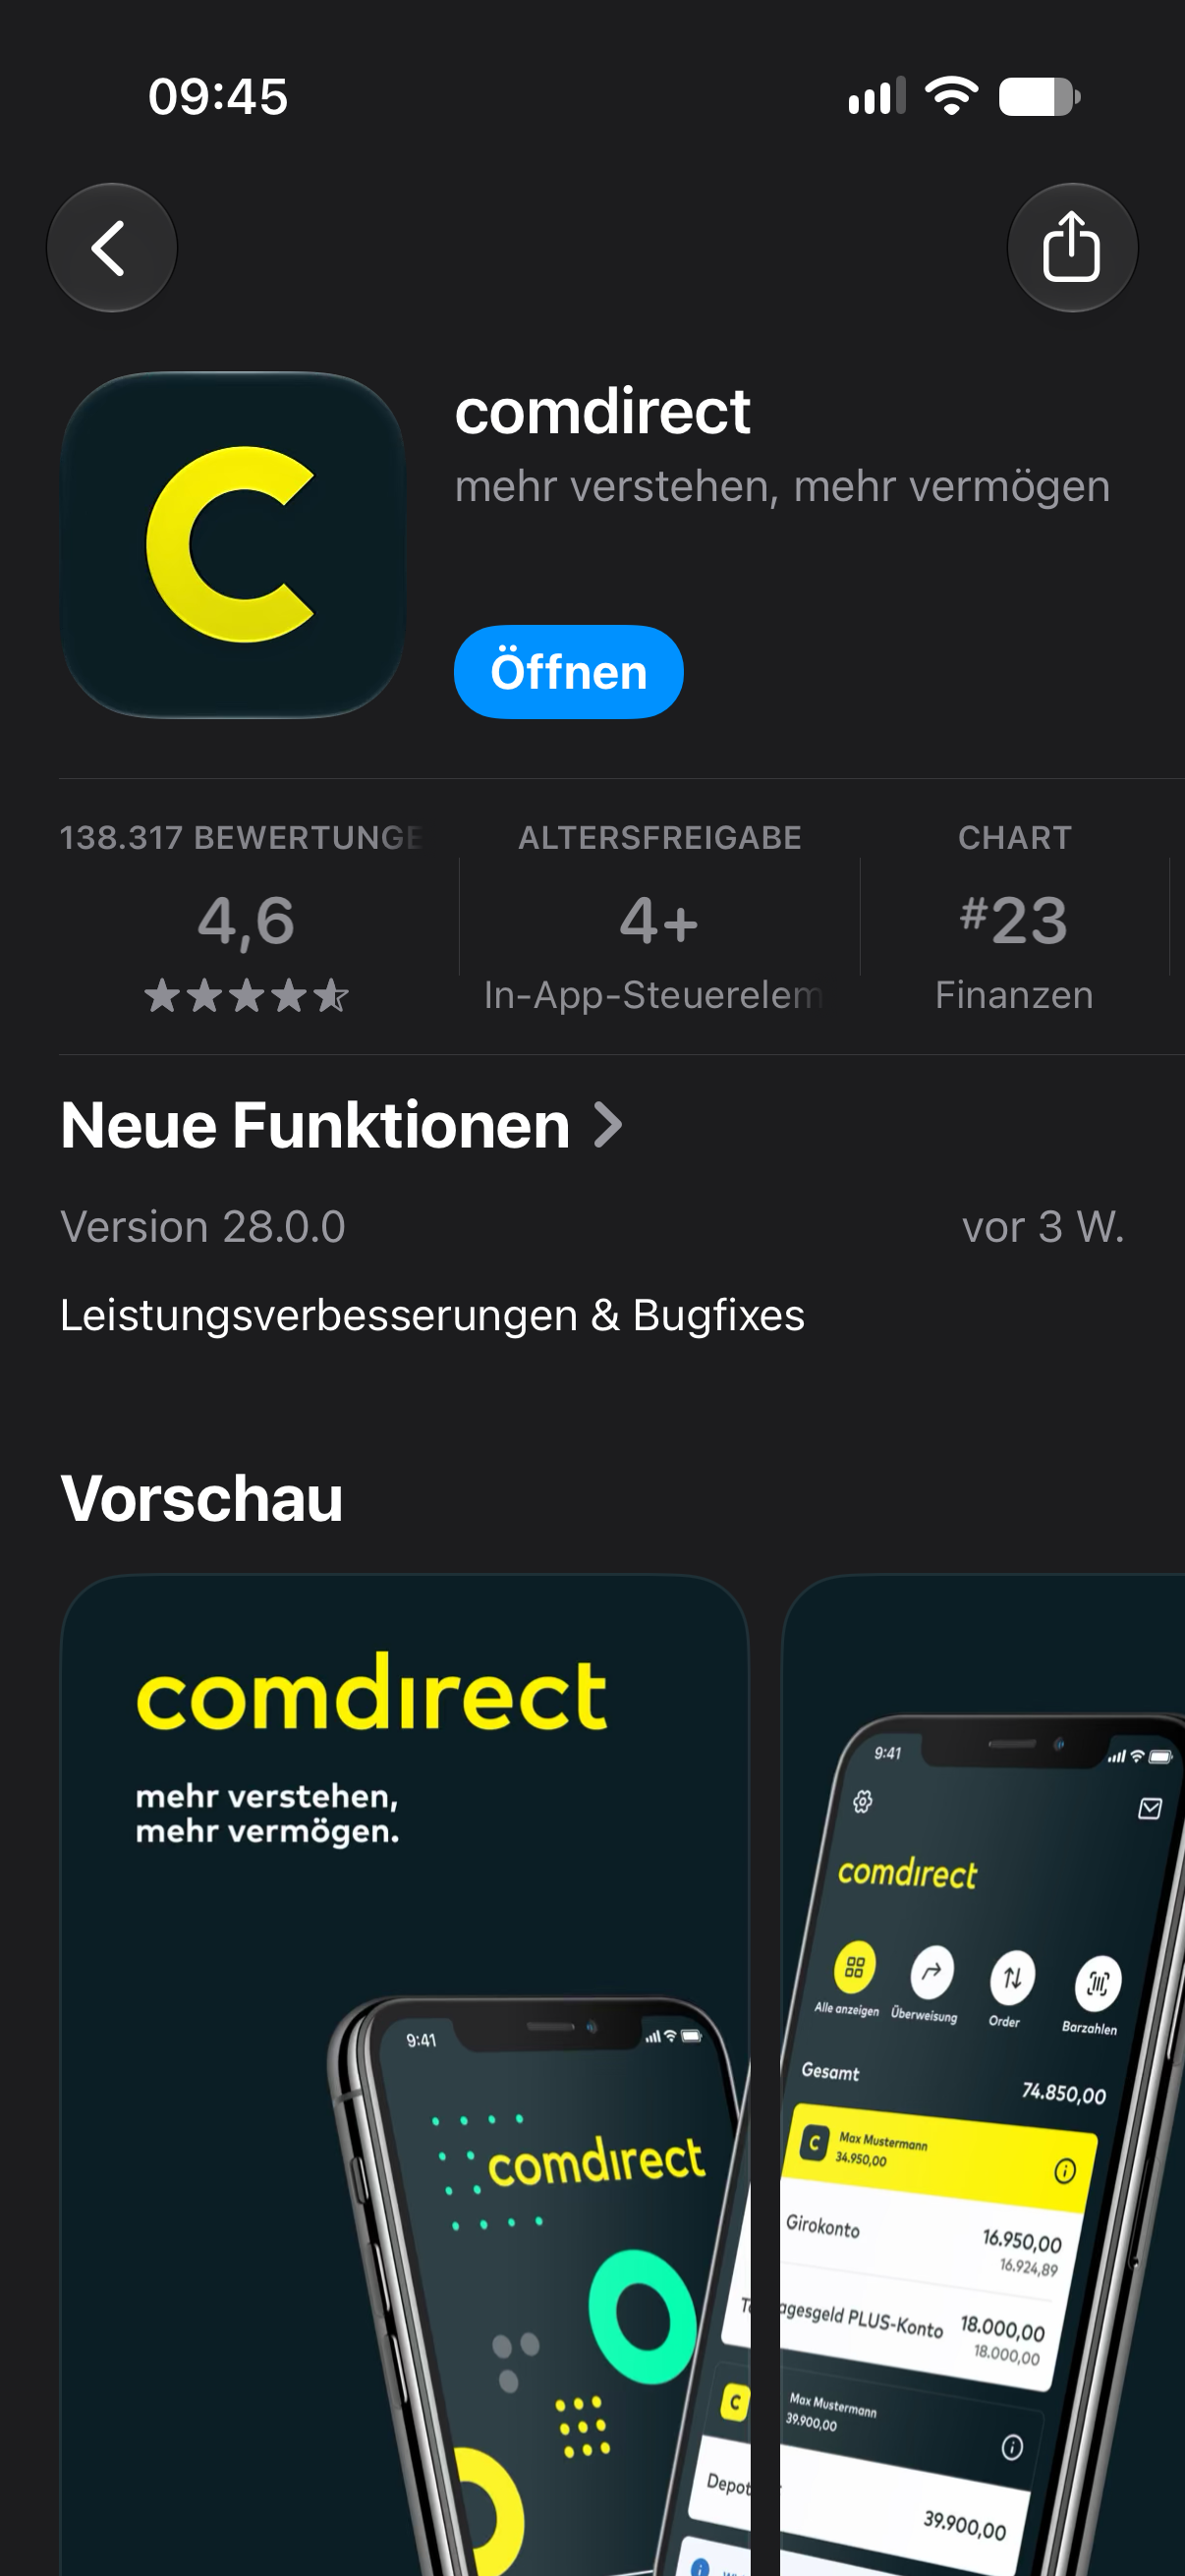 09:45
comdirect
mehr verstehen, mehr vermögen
Öffnen
138.317 BEWERTUNGE
4,6
ALTERSFREIGABE
4+
In-App-Steuerelem
CHART
#23
Finanzen
Neue Funktionen
Version 28.0.0
vor 3 W.
Leistungsverbesserungen & Bugfixes
Vorschau
comdirect
mehr verstehen,
mehr vermögen.
9:41
comdirect
C
Depot
9:41
comdirect
Alle anzeigen Überweisung Order Barzahlen
Gesamt 74.850,00
C Max Mustermann
34.950,00
Girokonto 16.950,00
16.924,89
agesgeld PLUS-Konto 18.000,00
18.000,00
Max Mustermann
39.900,00
39.900,00